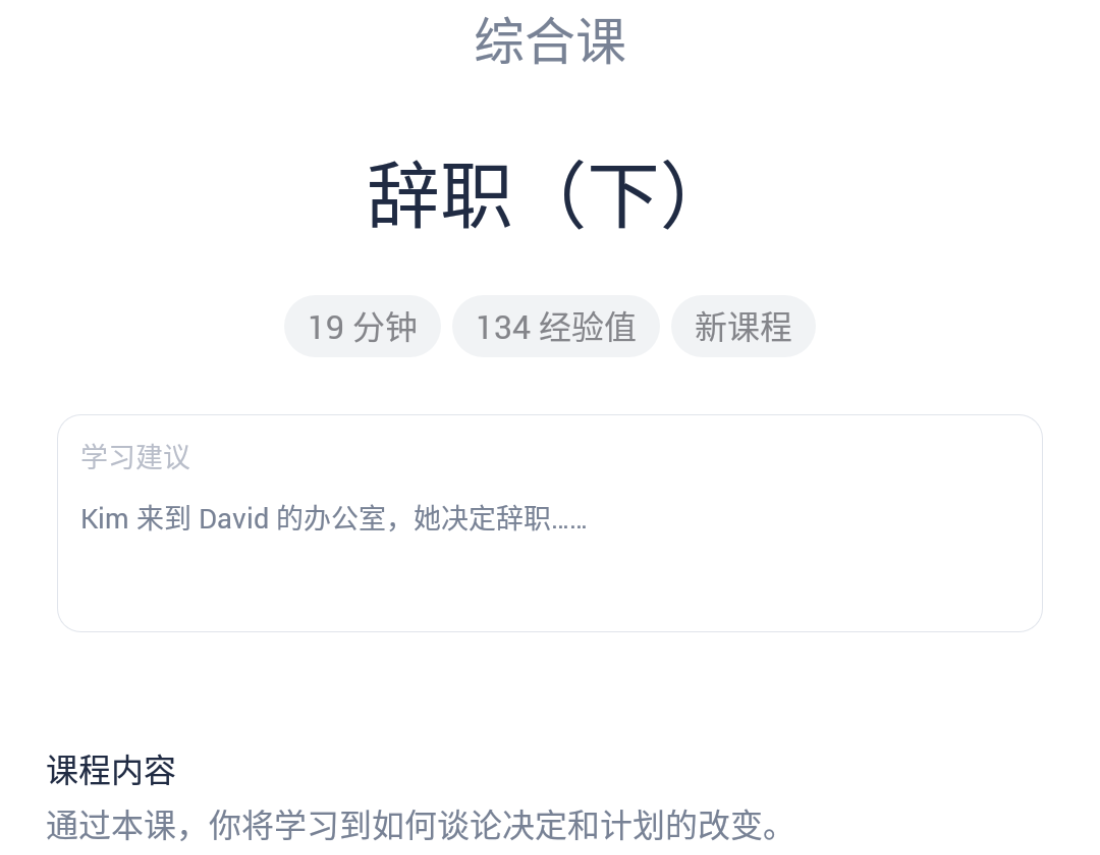 综合课
辞职（下）
19 分钟 134 经验值 新课程
学习建议
Kim 来到 David 的办公室，她决定辞职……
课程内容
通过本课，你将学习到如何谈论决定和计划的改变。